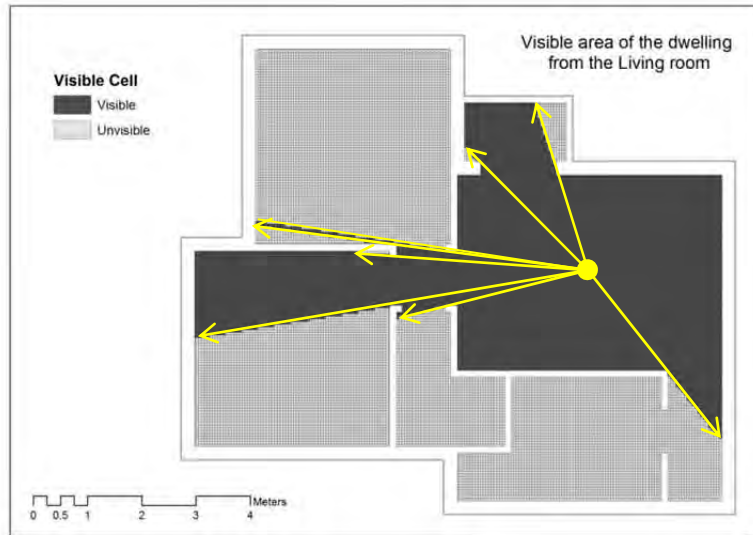 Visible area of the dwelling
from the Living room
Visible Cell
Visible
Unvisible
Meters
0 0.5 1 2 3 4